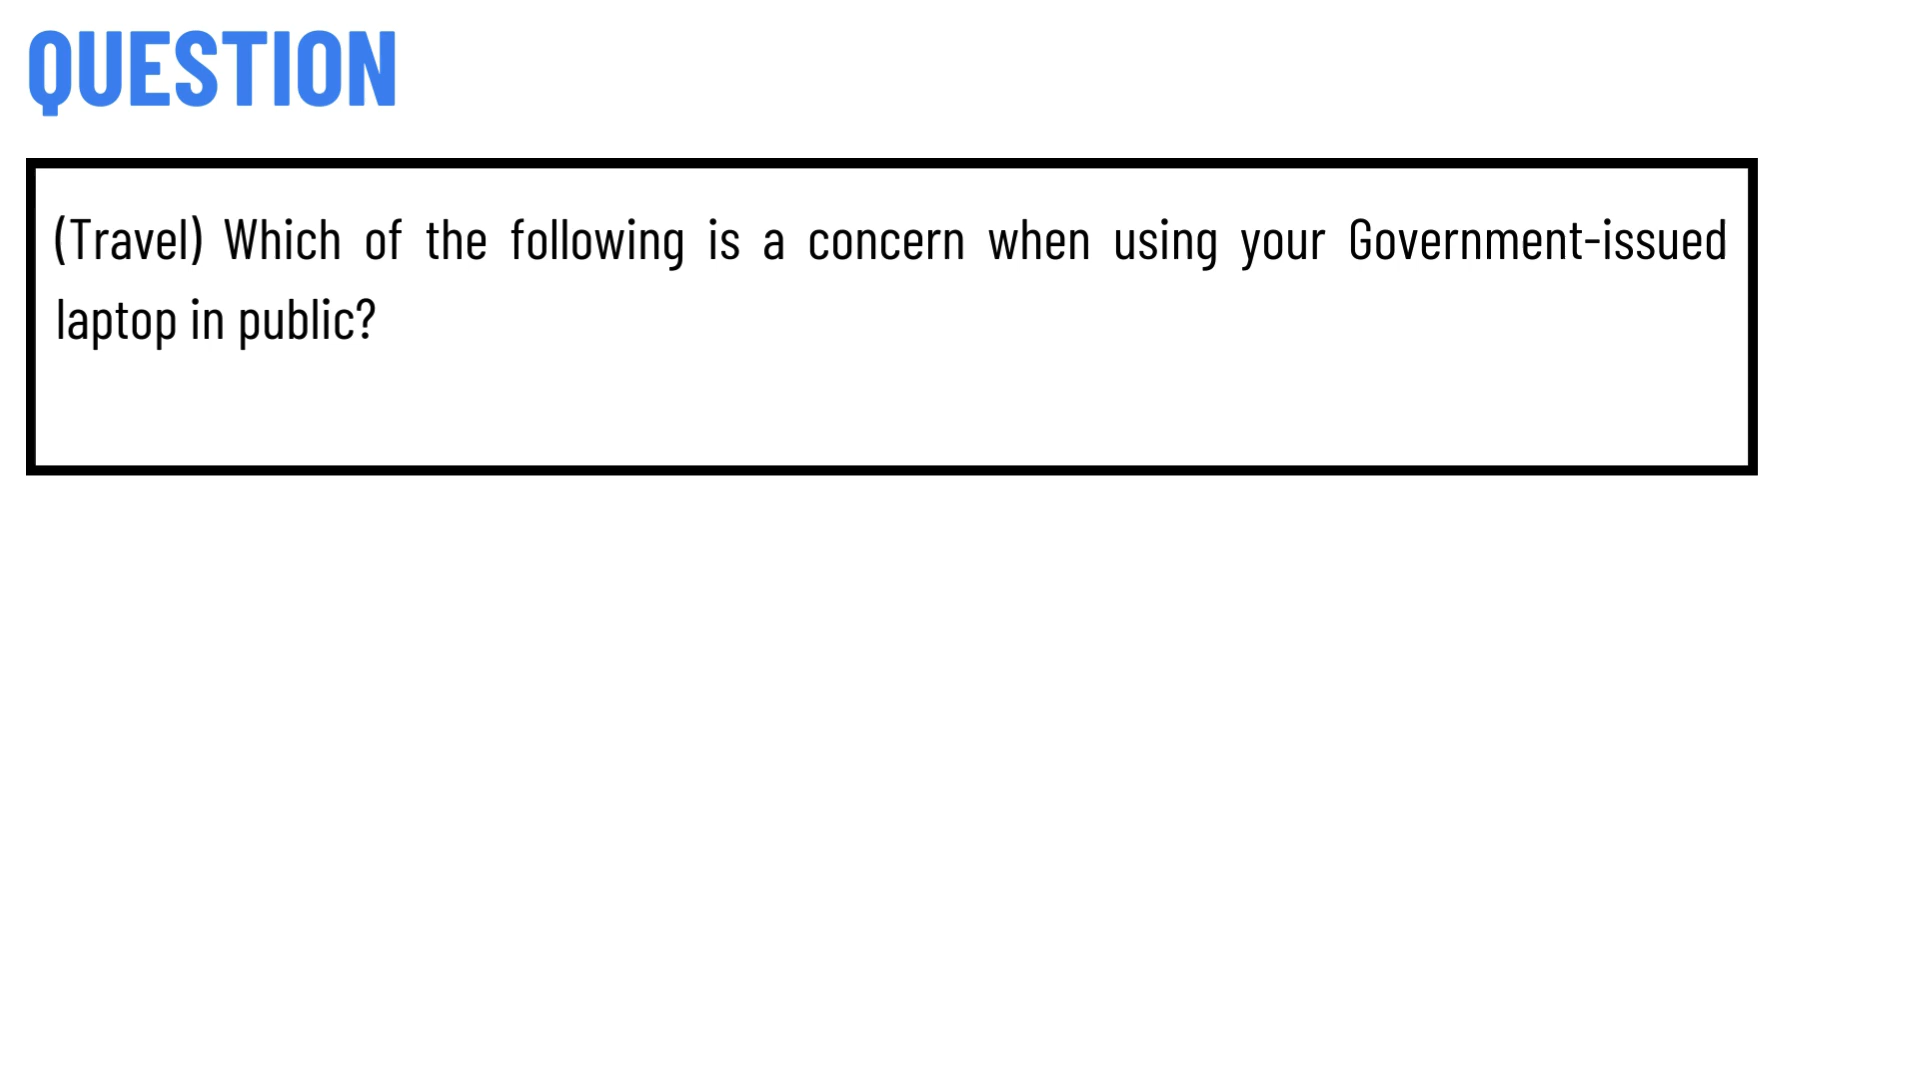 QUESTION
(Travel) Which of the following is a concern when using your Government-issued
laptop in public?